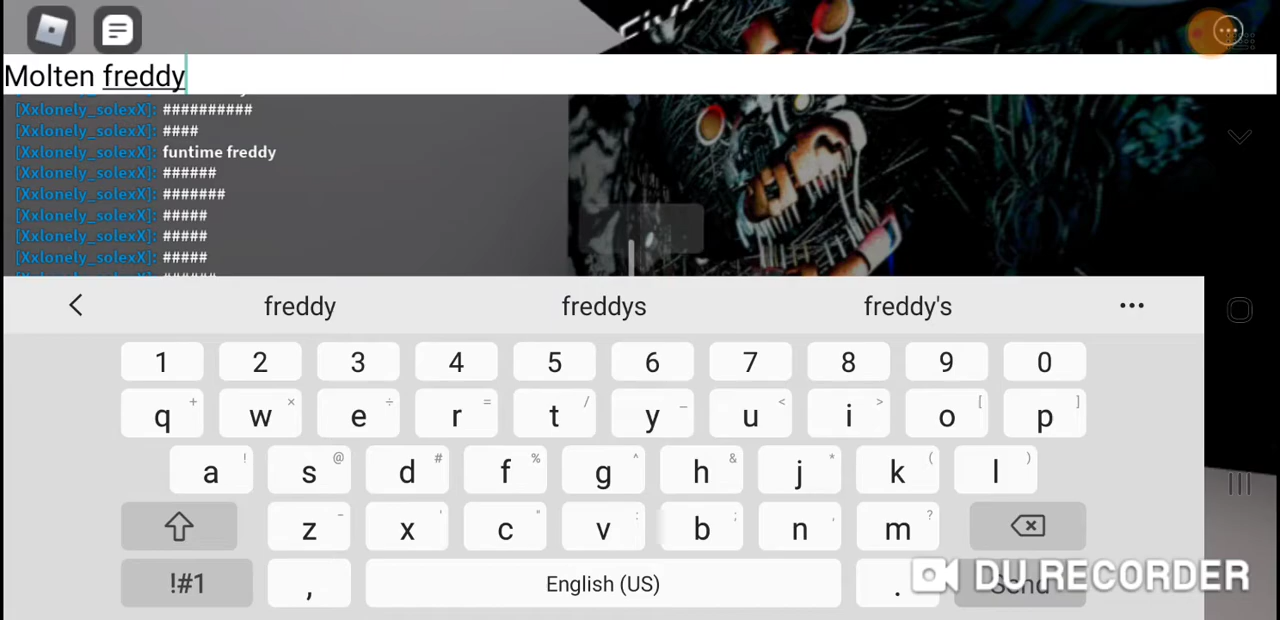 Molten freddy
[Xxlonely_solexX]: ##########
[Xxlonely_solexX]: ####
[Xxlonely_solexX]: funtime freddy
[Xxlonely_solexX]: ######
[Xxlonely_solexX]: #######
[Xxlonely_solexX]: #####
[Xxlonely_solexX]: #####
[Xxlonely_solexX]: #####
freddy freddys freddy's •••
1 2 3 4 5 6 7 8 9 0
q + w × e ÷ r = t / y _ u < i > o [ p ]
a ! s @ d # f % g ^ h & j * k ( l )
z - x ' c " v : b ; n , m ?
!#1 , English (US) . Send
DU RECORDER